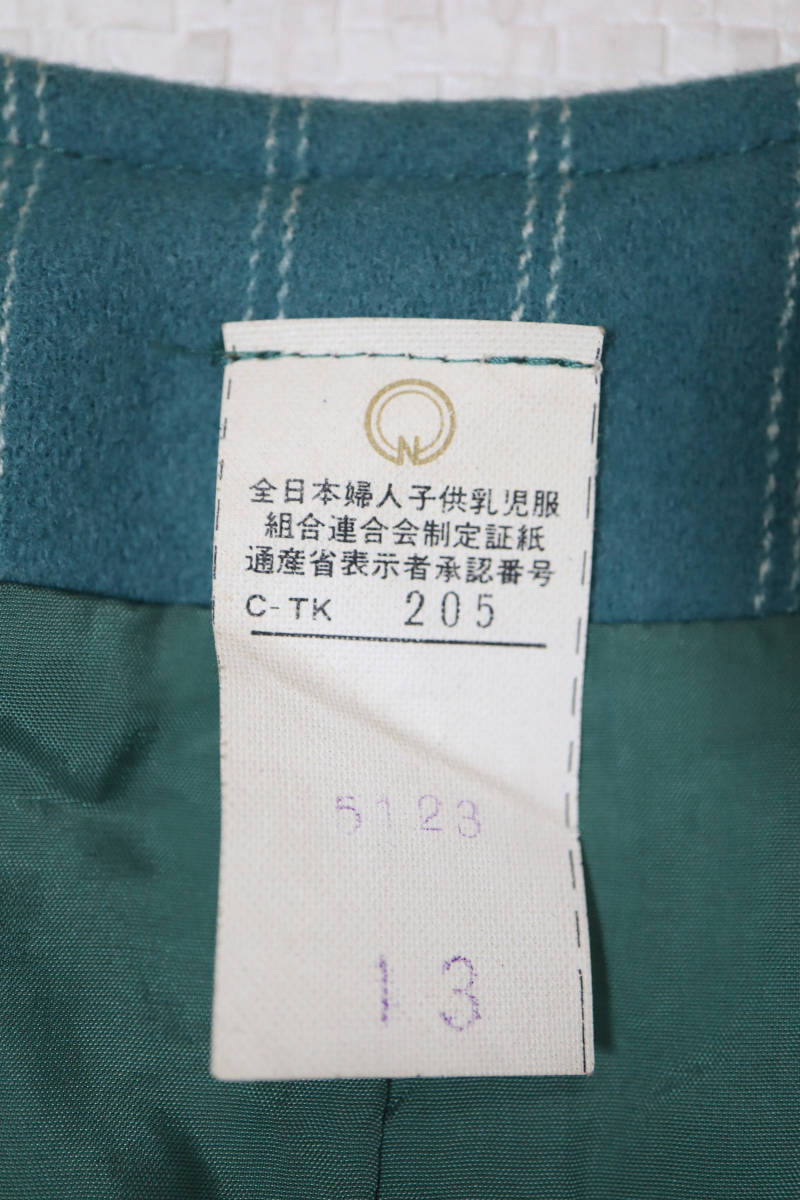 N
全日本婦人子供乳児服
組合連合会制定証紙
通産省表示者承認番号
C-TK 205
5123
13